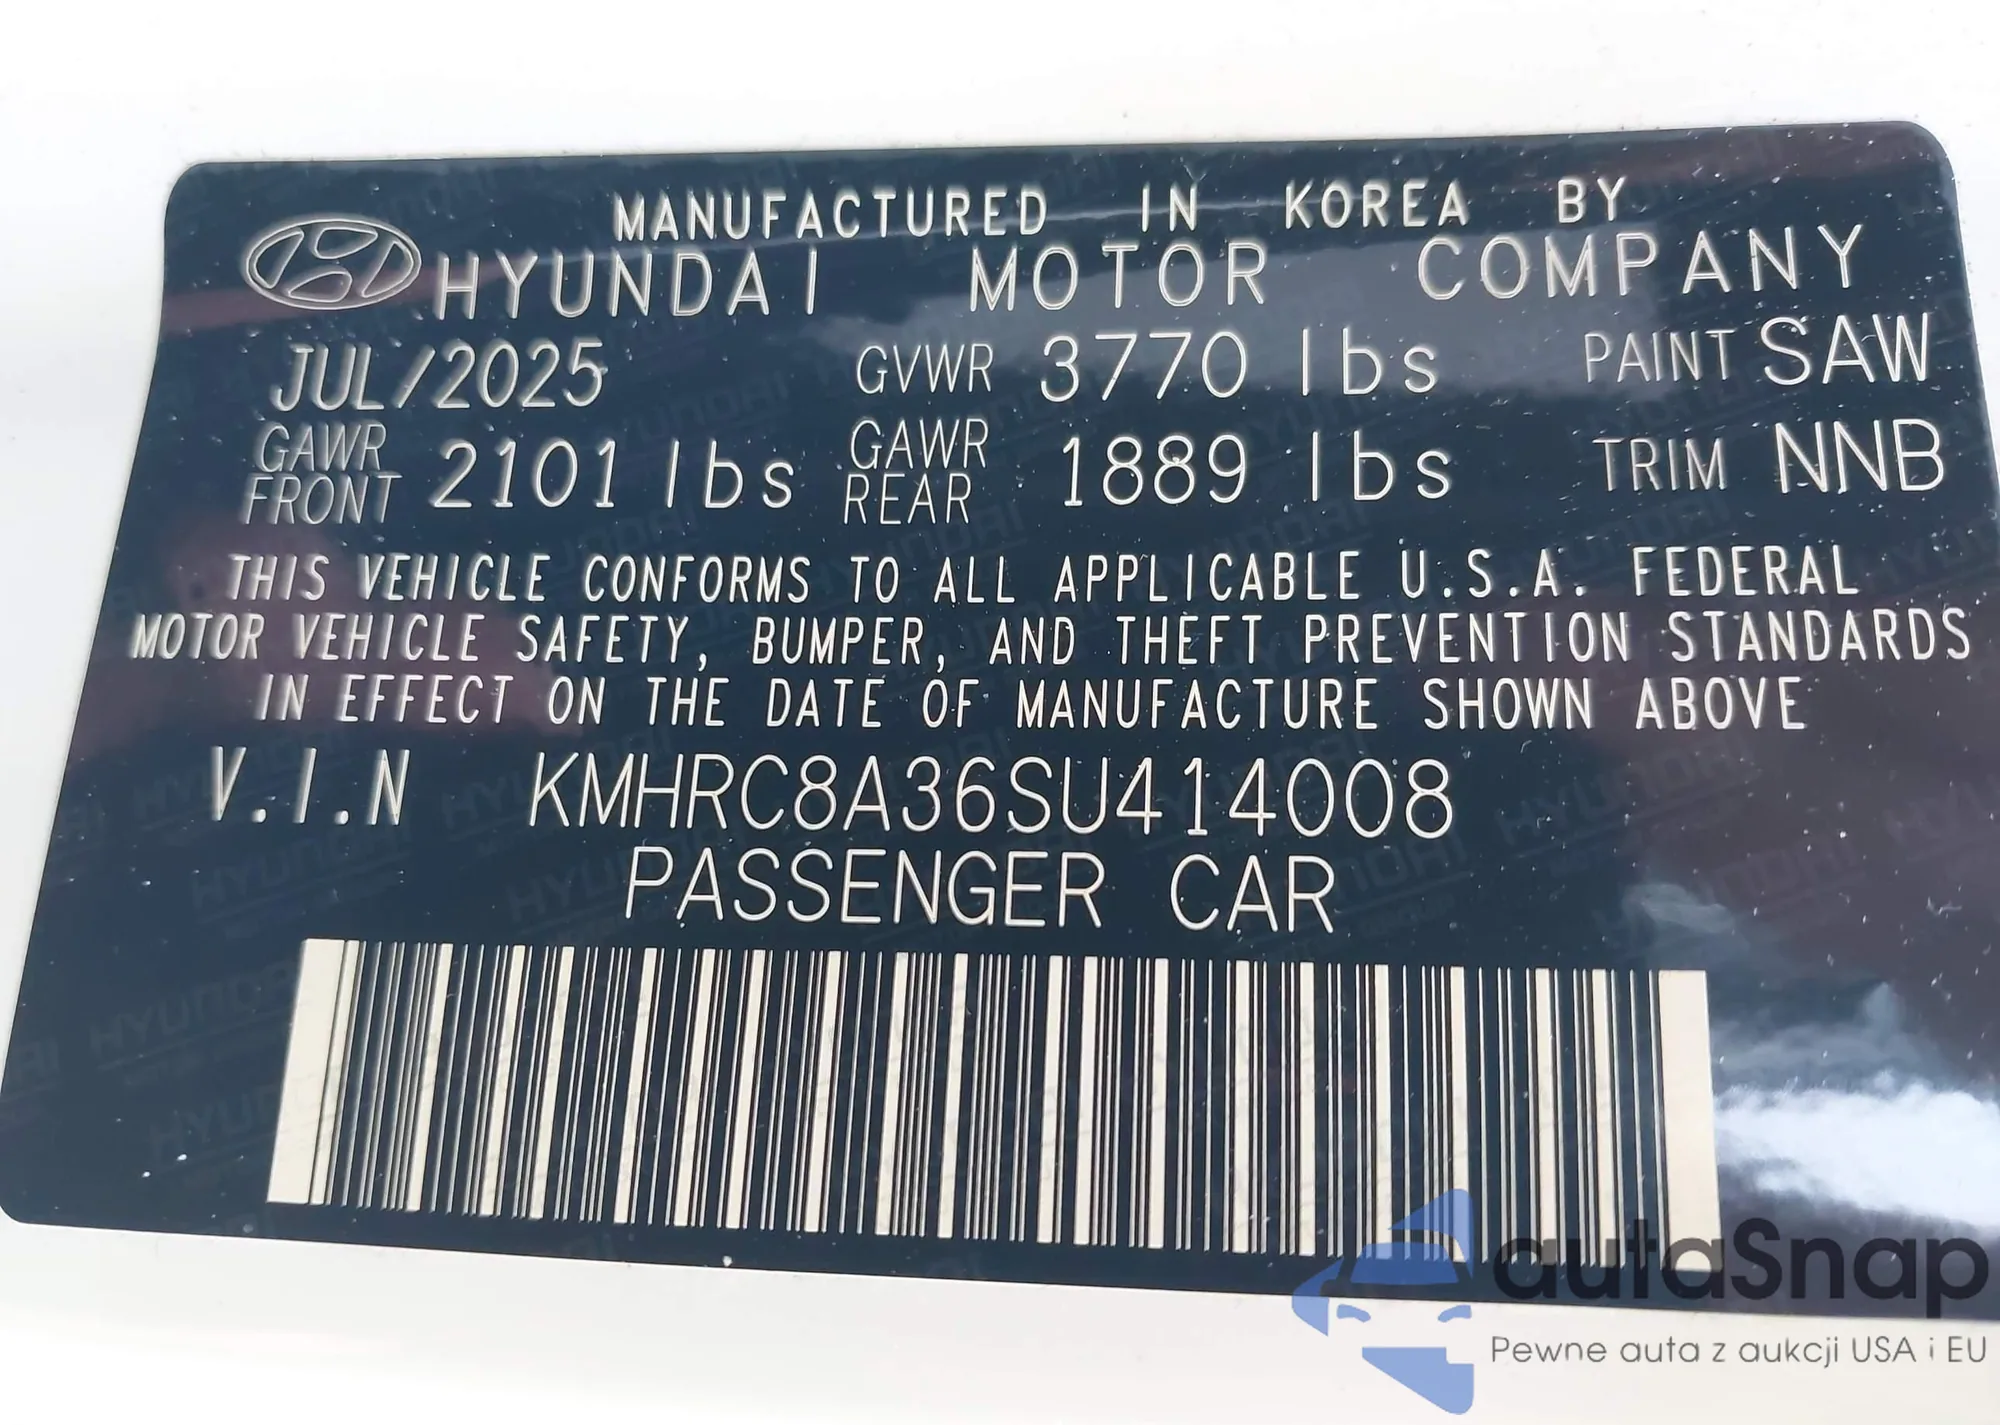 MANUFACTURED IN KOREA BY
HYUNDAI MOTOR COMPANY
JUL/2025 GVWR 3770 lbs PAINT SAW
GAWR FRONT 2101 lbs GAWR REAR 1889 lbs TRIM NNB
THIS VEHICLE CONFORMS TO ALL APPLICABLE U.S.A. FEDERAL
MOTOR VEHICLE SAFETY, BUMPER, AND THEFT PREVENTION STANDARDS
IN EFFECT ON THE DATE OF MANUFACTURE SHOWN ABOVE
V.I.N KMHRC8A36SU414008
PASSENGER CAR
autaSnap
Pewne auta z aukcji USA i EU